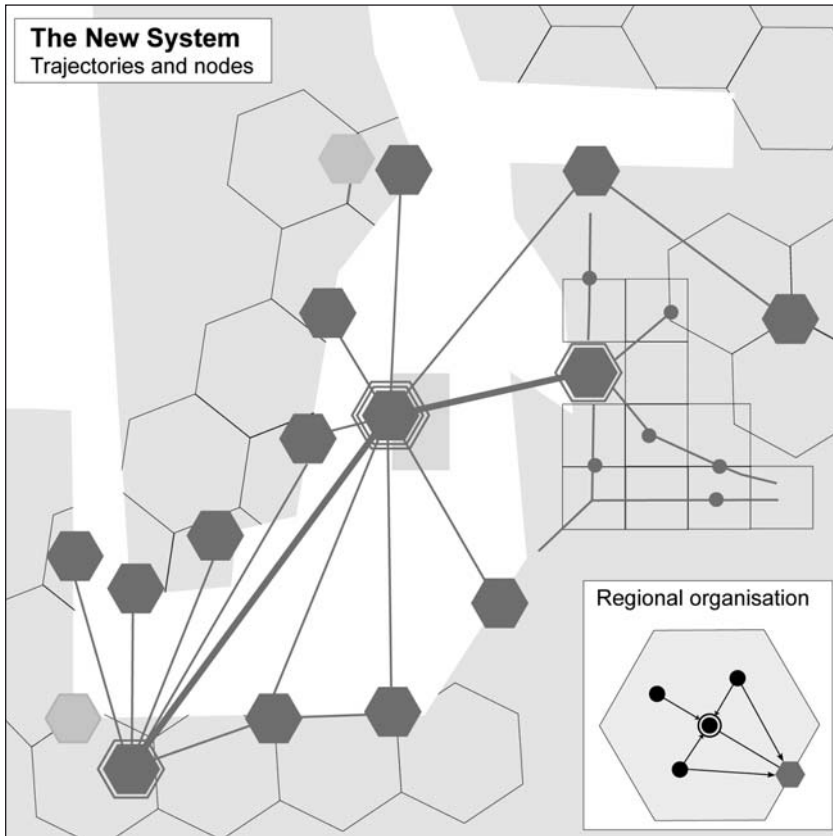 The New System
Trajectories and nodes
Regional organisation